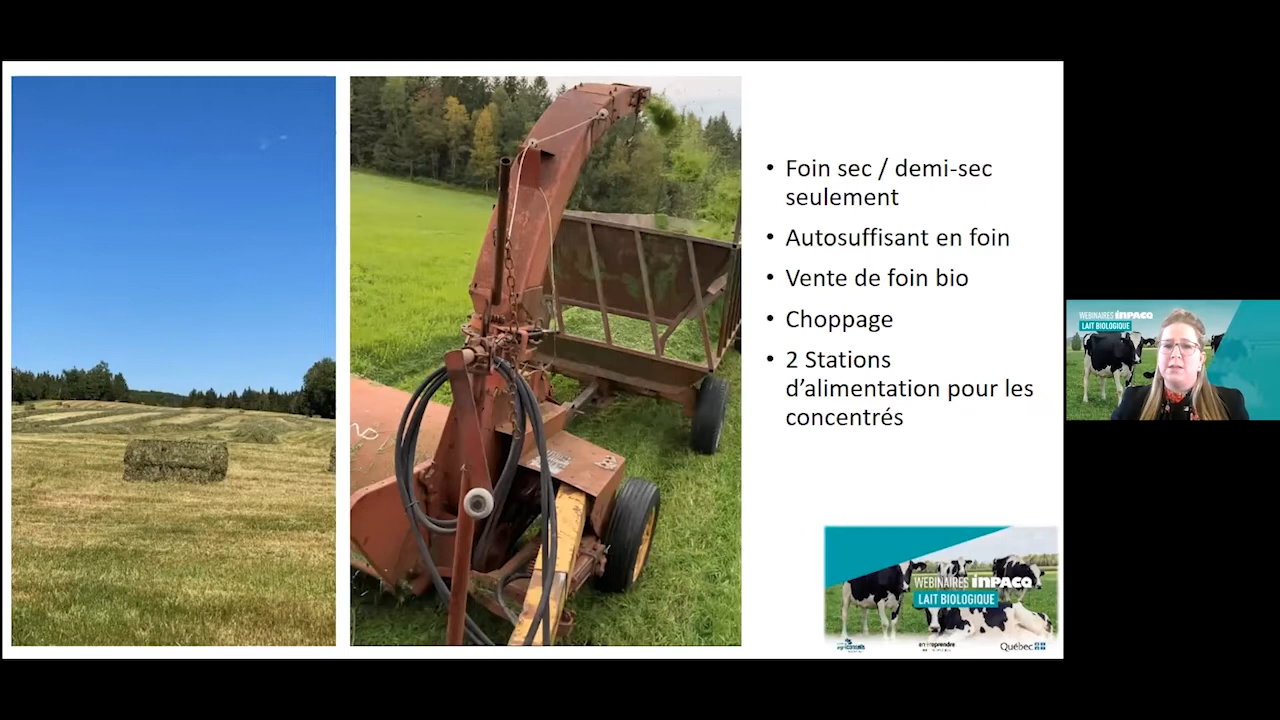 • Foin sec / demi-sec
seulement
• Autosuffisant en foin
• Vente de foin bio
• Choppage
• 2 Stations
d’alimentation pour les
concentrés
WEBINAIRES INPACQ
LAIT BIOLOGIQUE
Québec
WEBINAIRES INPACQ
LAIT BIOLOGIQUE